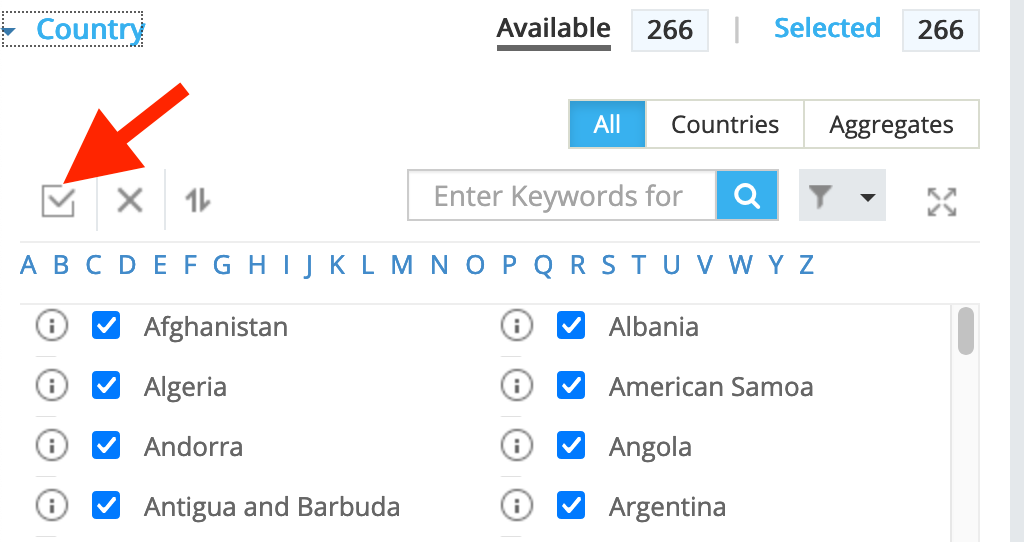 Country Available 266 | Selected 266
All Countries Aggregates
Enter Keywords for
A B C D E F G H I J K L M N O P Q R S T U V W Y Z
Afghanistan Albania
Algeria American Samoa
Andorra Angola
Antigua and Barbuda Argentina